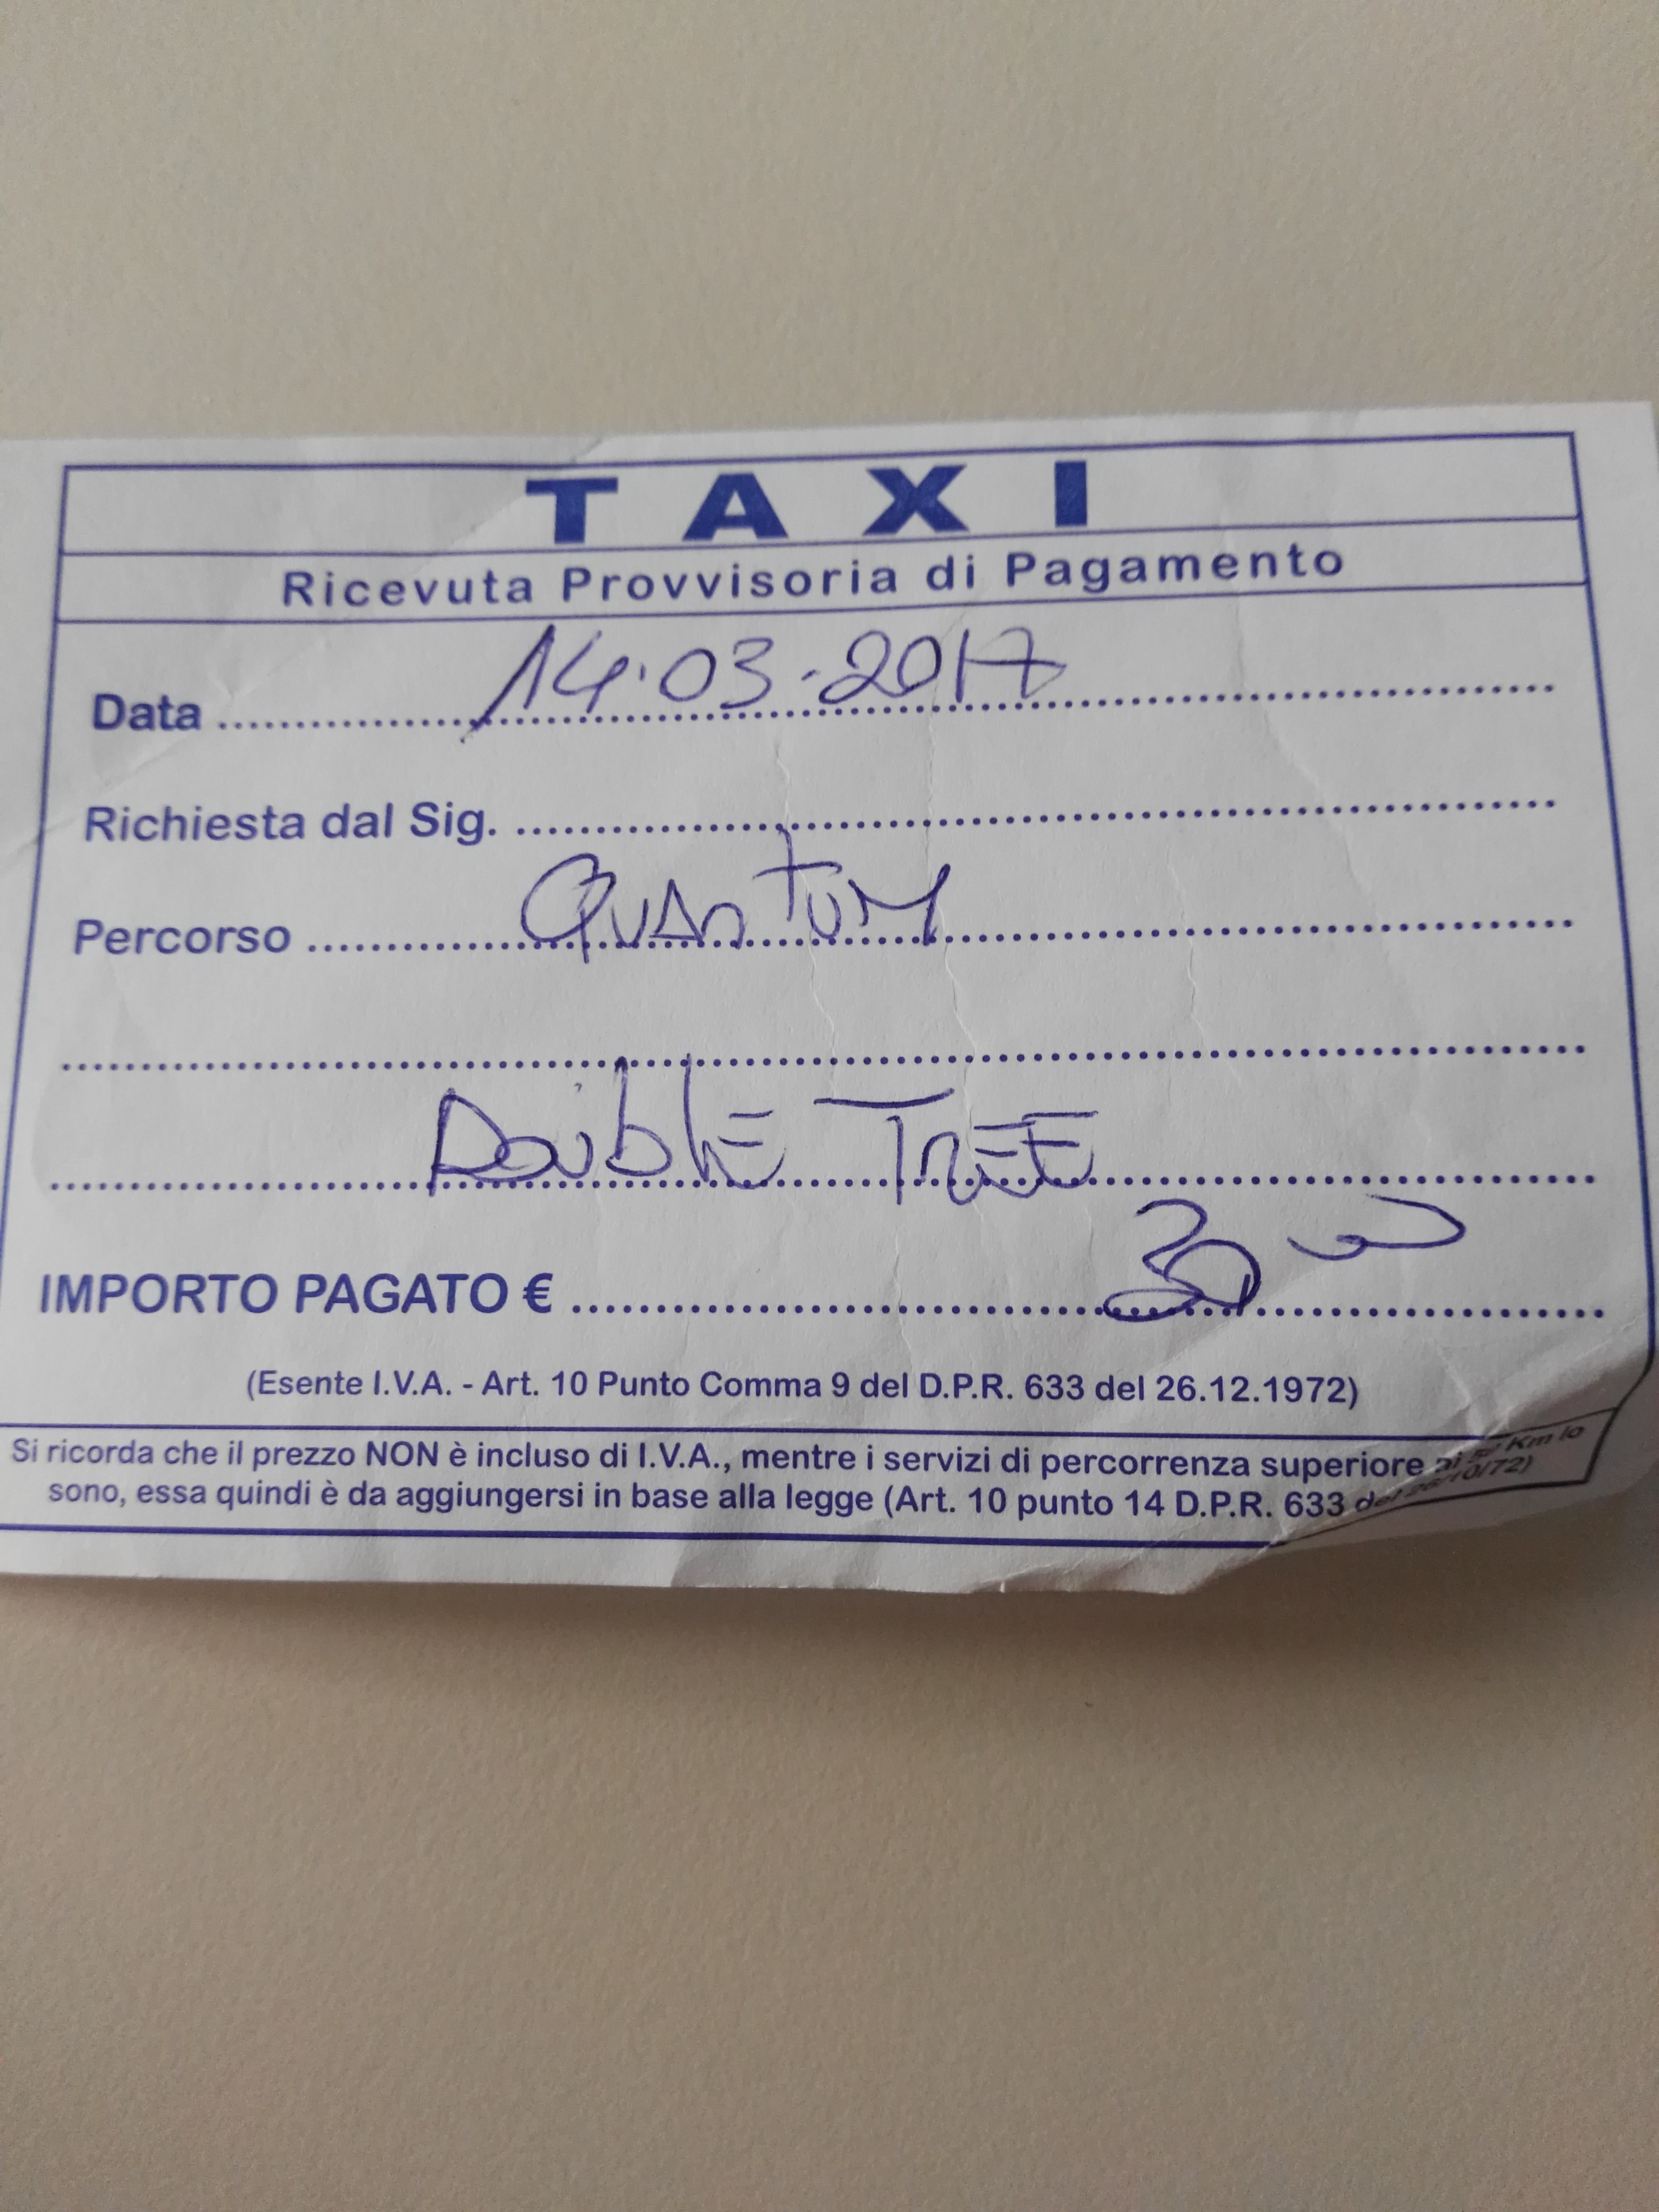 TAXI
Ricevuta Provvisoria di Pagamento
Data 14.03.2017
Richiesta dal Sig.
Percorso Quantum
Double Tree
IMPORTO PAGATO € 30
(Esente I.V.A. - Art. 10 Punto Comma 9 del D.P.R. 633 del 26.12.1972)
Si ricorda che il prezzo NON è incluso di I.V.A., mentre i servizi di percorrenza superiore ai Km lo
sono, essa quindi è da aggiungersi in base alla legge (Art. 10 punto 14 D.P.R. 633 del 26/10/72)